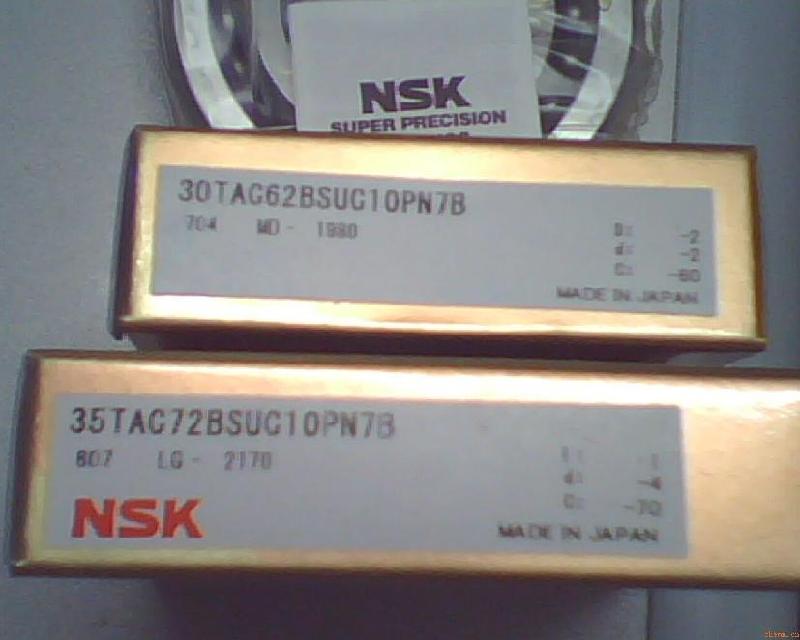 NSK
SUPER PRECISION
30TAC62BSUC10PN7B
704 MD - 1980
D: -2
d: -2
C: -60
MADE IN JAPAN
35TAC72BSUC10PN7B
807 LG - 2170
d: -4
C: -70
NSK
MADE IN JAPAN